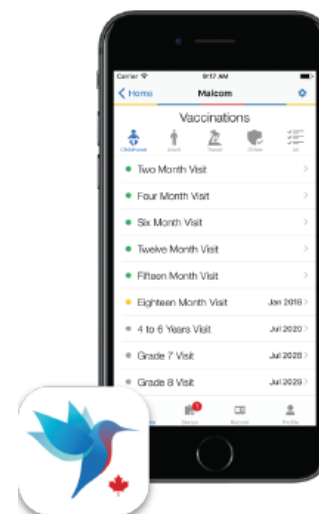 Carrier 9:17 AM
Home Malcom
Vaccinations
Childhood Adult Travel Other All
Two Month Visit
Four Month Visit
Six Month Visit
Twelve Month Visit
Fifteen Month Visit
Eighteen Month Visit Jan 2018
4 to 6 Years Visit Jul 2020
Grade 7 Visit Jul 2028
Grade 8 Visit Jul 2029
Record Profile